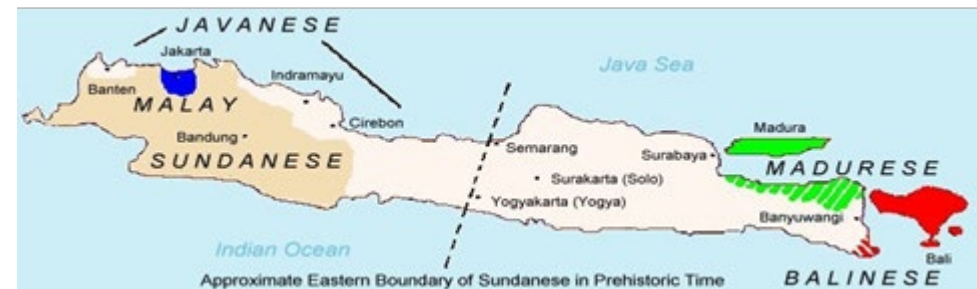 JAVANESE
Jakarta
Java Sea
Banten
Indramayu
MALAY
Cirebon
Madura
Bandung
Semarang
Surabaya
SUNDANESE
MADURESE
Surakarta (Solo)
Yogyakarta (Yogya)
Banyuwangi
Indian Ocean
Bali
Approximate Eastern Boundary of Sundanese in Prehistoric Time
BALINESE